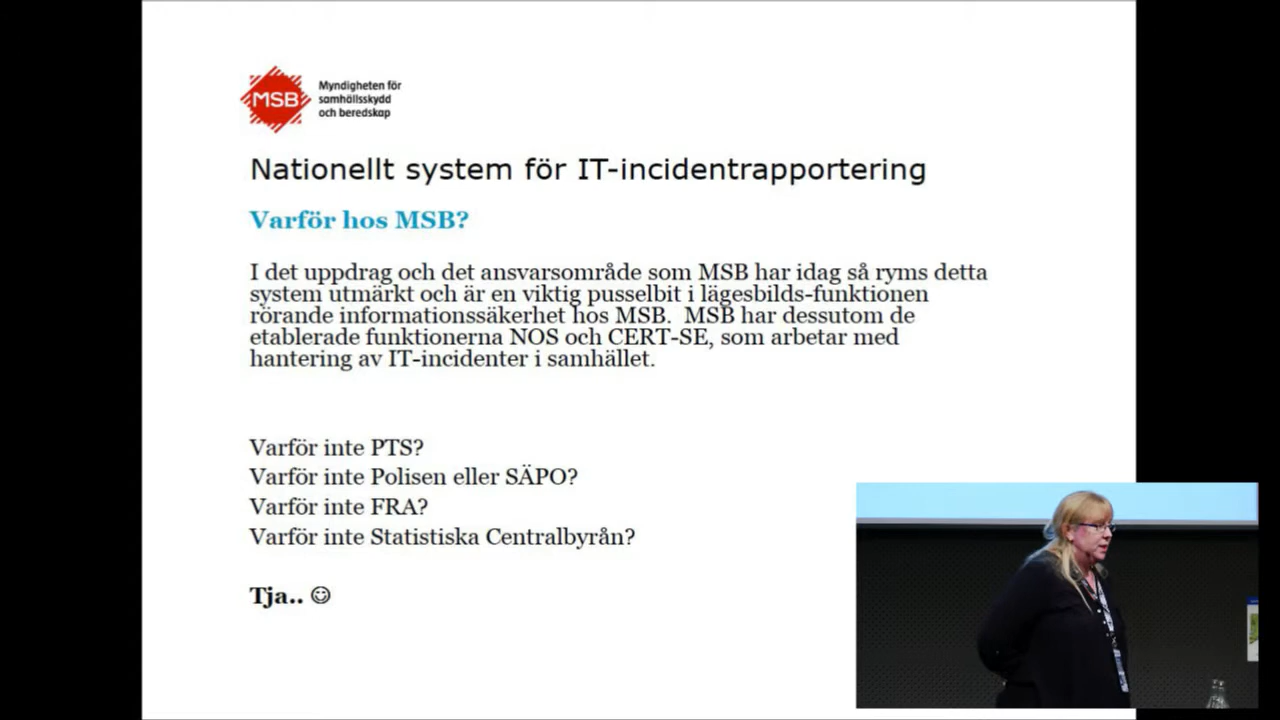 MSB
Myndigheten för
samhällsskydd
och beredskap
Nationellt system för IT-incidentrapportering
Varför hos MSB?
I det uppdrag och det ansvarsområde som MSB har idag så ryms detta
system utmärkt och är en viktig pusselbit i lägesbilds-funktionen
rörande informationssäkerhet hos MSB.  MSB har dessutom de
etablerade funktionerna NOS och CERT-SE, som arbetar med
hantering av IT-incidenter i samhället.
Varför inte PTS?
Varför inte Polisen eller SÄPO?
Varför inte FRA?
Varför inte Statistiska Centralbyrån?
Tja.. ☺